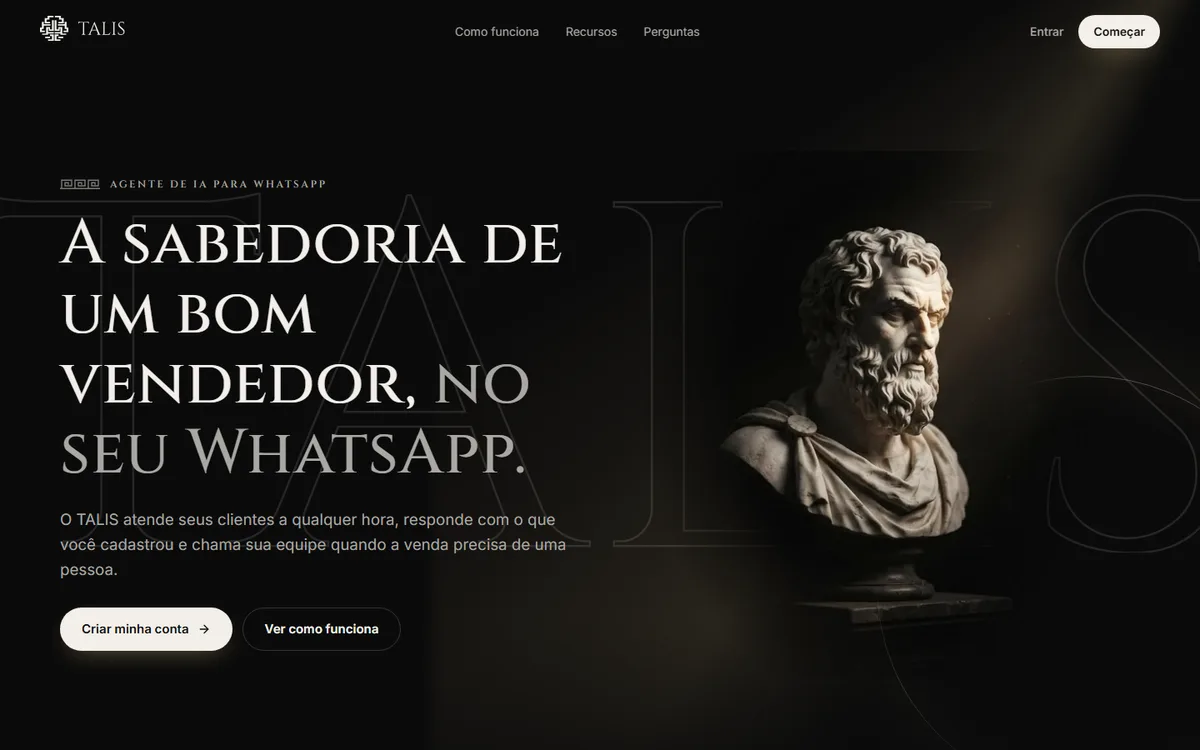 TALIS
Como funciona Recursos Perguntas
Entrar Começar
AGENTE DE IA PARA WHATSAPP
TALIS
A SABEDORIA DE
UM BOM
VENDEDOR, NO
SEU WHATSAPP.
O TALIS atende seus clientes a qualquer hora, responde com o que
você cadastrou e chama sua equipe quando a venda precisa de uma
pessoa.
Criar minha conta → Ver como funciona